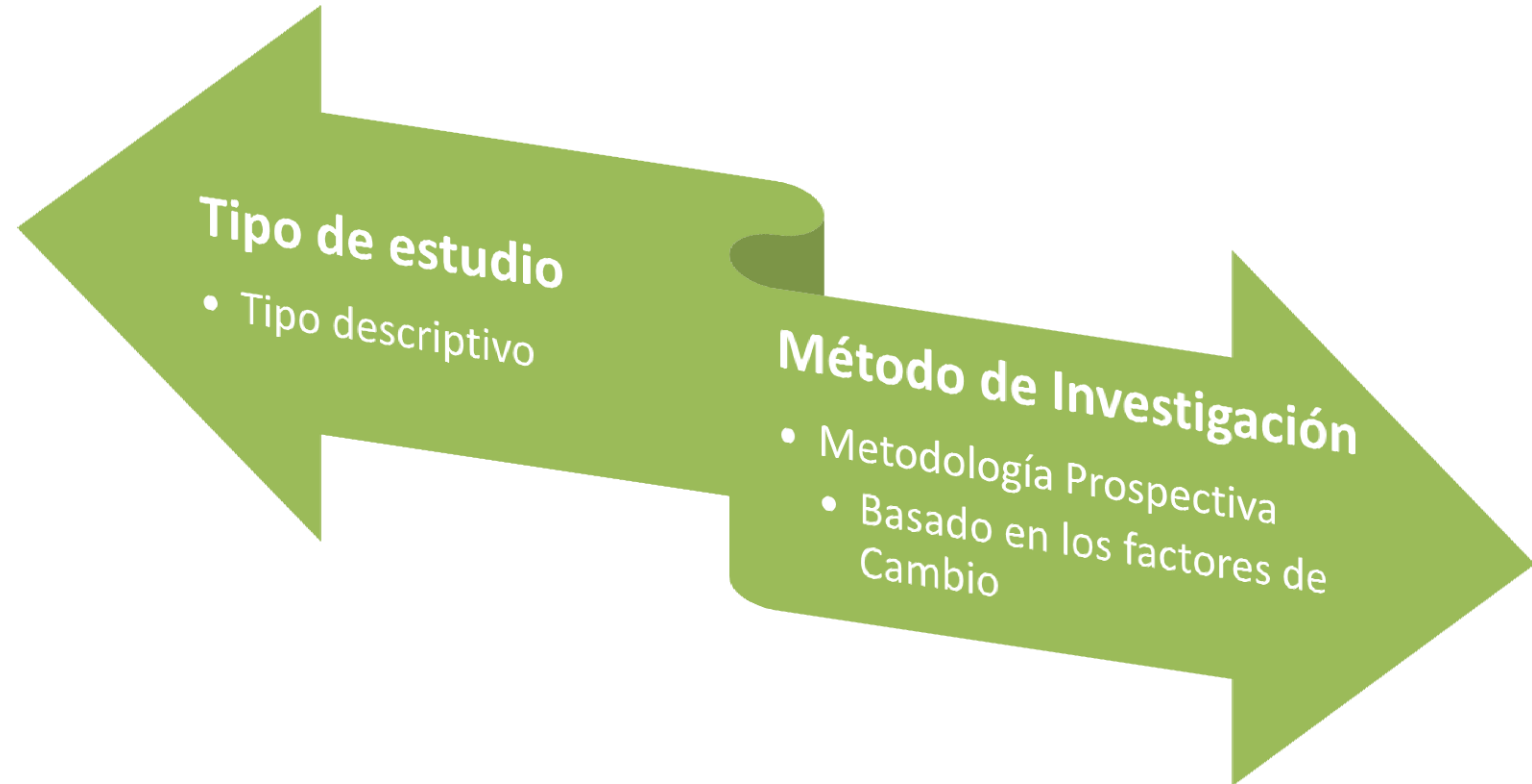 Tipo de estudio
• Tipo descriptivo
Método de Investigación
• Metodología Prospectiva
• Basado en los factores de
Cambio